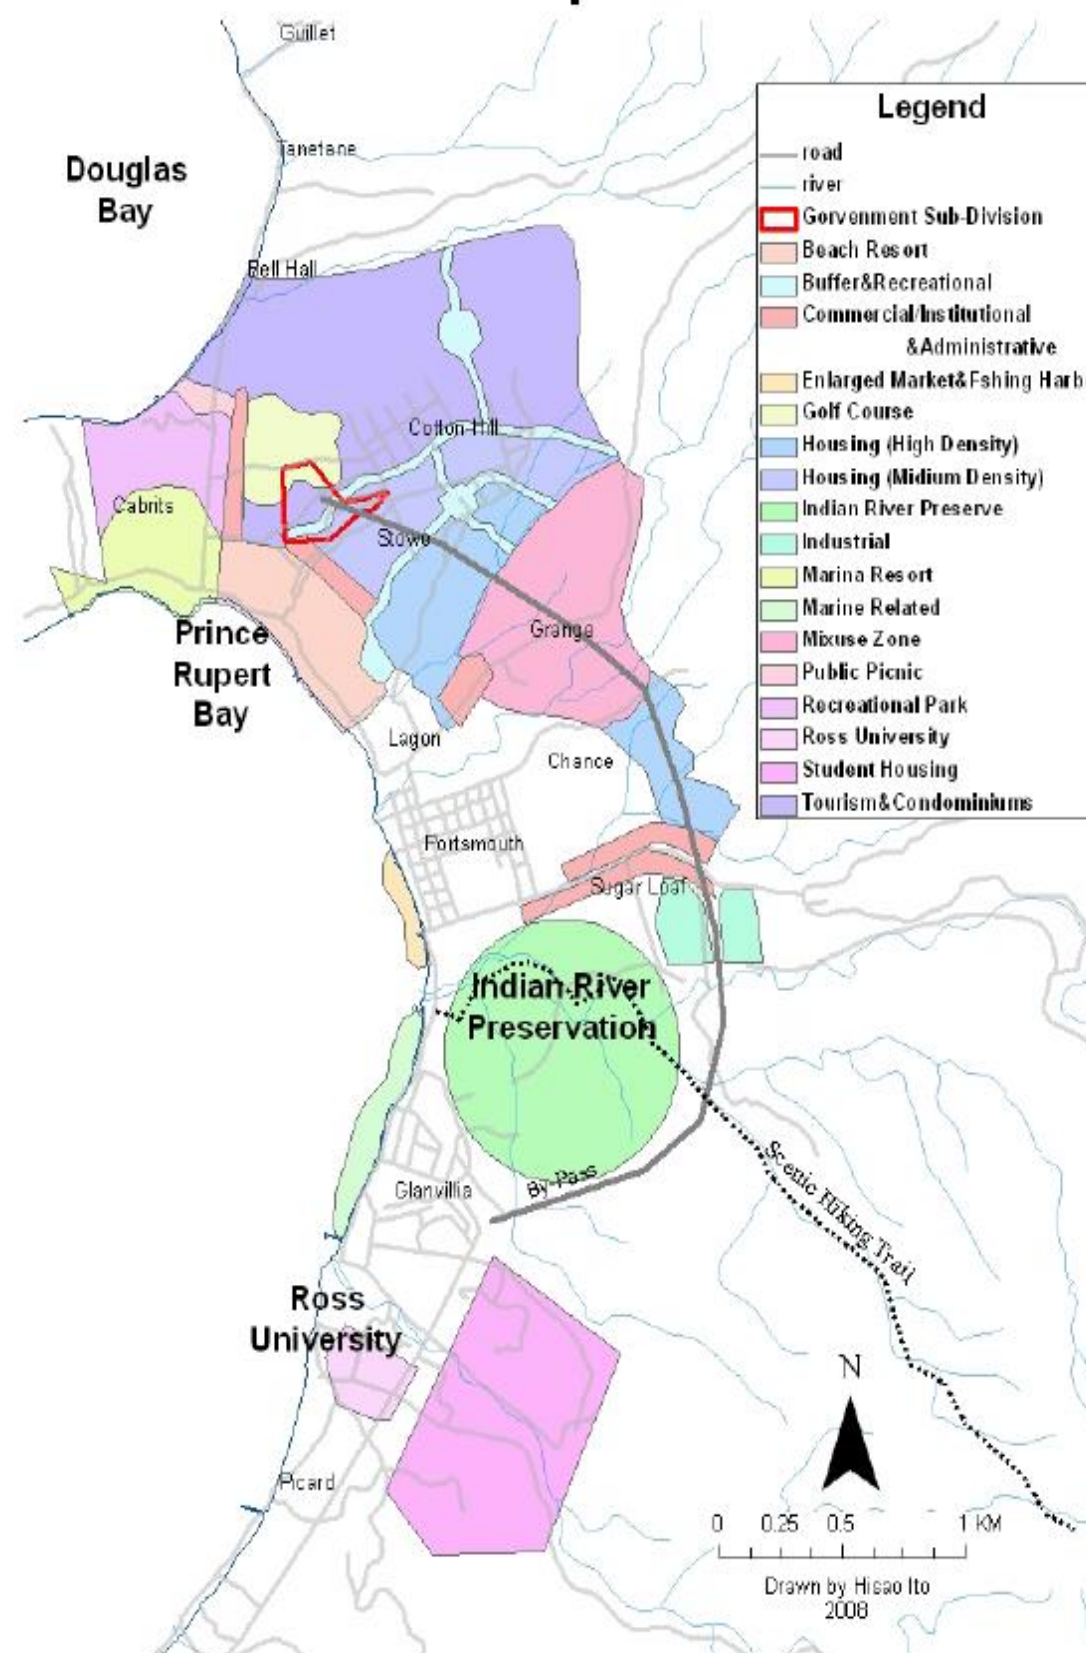 Guillet
Tanetane
Douglas
Bay
Bell Hall
Cotton Hill
Cabrits
Stowe
Grange
Prince
Rupert
Bay
Lagon
Chance
Portsmouth
Sugar Loaf
Indian River
Preservation
By-Pass
Glanvillia
Scenic Hiking Trail
Ross
University
Picard
Legend
road
river
Gorvenment Sub-Division
Beach Resort
Buffer&Recreational
Commercial/Institutional
&Administrative
Enlarged Market&Fshing Harb
Golf Course
Housing (High Density)
Housing (Midium Density)
Indian River Preserve
Industrial
Marina Resort
Marine Related
Mixuse Zone
Public Picnic
Recreational Park
Ross University
Student Housing
Tourism&Condominiums
N
0 0.25 0.5 1 KM
Drawn by Hisao Ito
2008